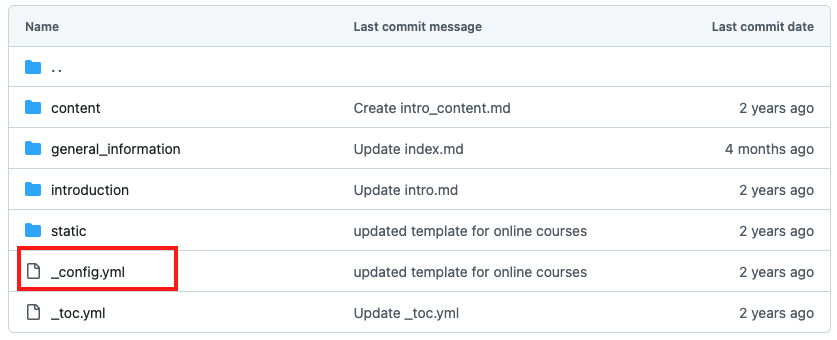 Name Last commit message Last commit date
. .
content Create intro_content.md 2 years ago
general_information Update index.md 4 months ago
introduction Update intro.md 2 years ago
static updated template for online courses 2 years ago
_config.yml updated template for online courses 2 years ago
_toc.yml Update _toc.yml 2 years ago